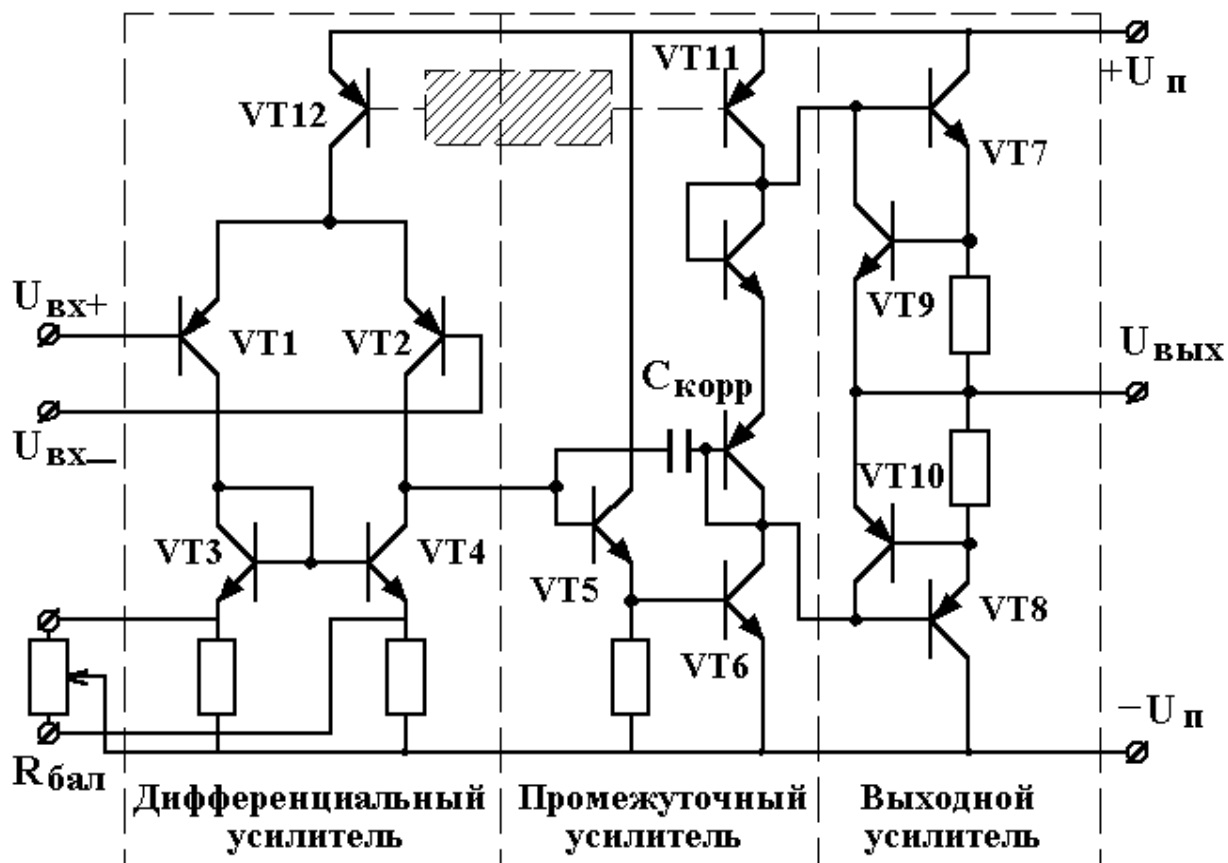 VT11
+U п
VT12
VT7
U вх+
VT1
VT2
VT9
U вых
C корр
U вх—
VT10
VT3
VT4
VT5
VT8
VT6
−U п
R бал
Дифференциальный
усилитель
Промежуточный
усилитель
Выходной
усилитель